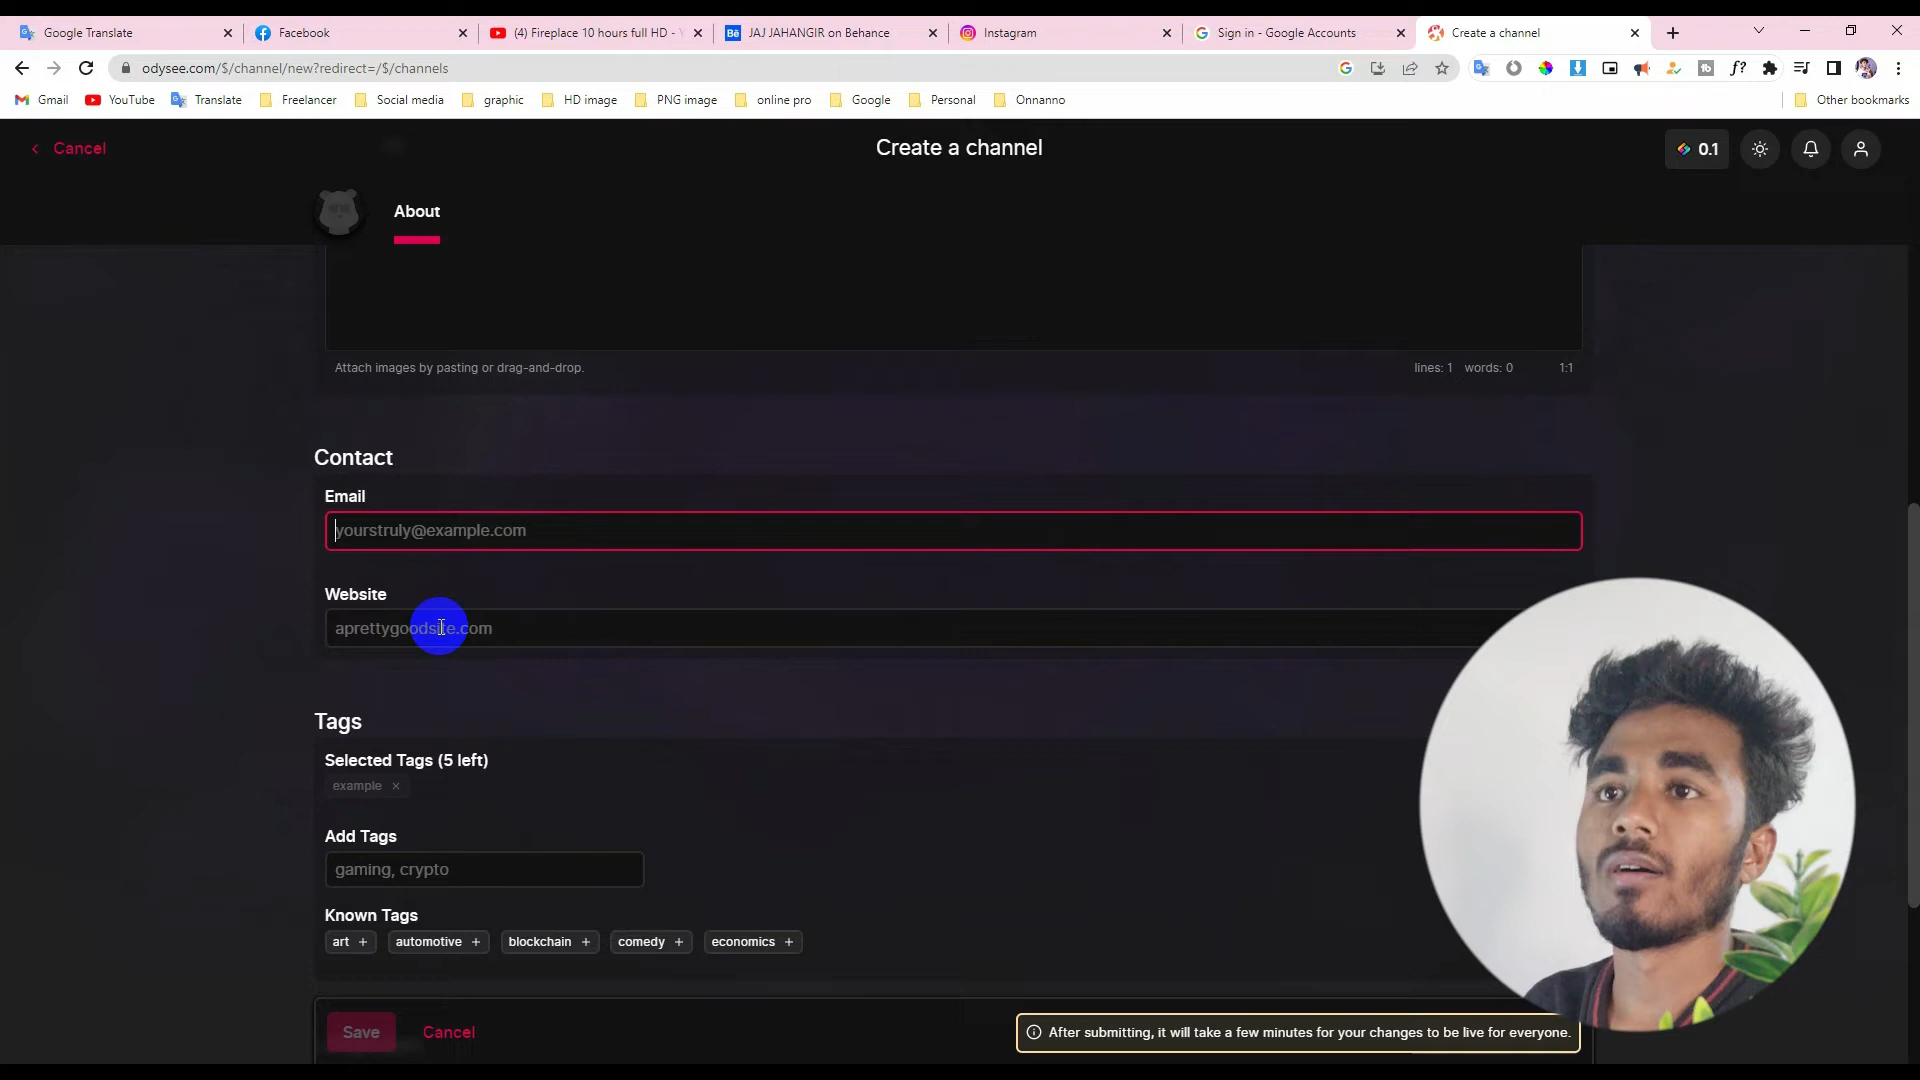 Google Translate
Facebook
(4) Fireplace 10 hours full HD -
JAJ JAHANGIR on Behance
Instagram
Sign in - Google Accounts
Create a channel
odysee.com/$/channel/new?redirect=/$/channels
Gmail
YouTube
Translate
Freelancer
Social media
graphic
HD image
PNG image
online pro
Google
Personal
Onnanno
Other bookmarks
Cancel
Create a channel
0.1
About
Attach images by pasting or drag-and-drop.
lines: 1 words: 0 1:1
Contact
Email
yourstruly@example.com
Website
aprettygoodsite.com
Tags
Selected Tags (5 left)
example ×
Add Tags
gaming, crypto
Known Tags
art + automotive + blockchain + comedy + economics +
Save
Cancel
After submitting, it will take a few minutes for your changes to be live for everyone.